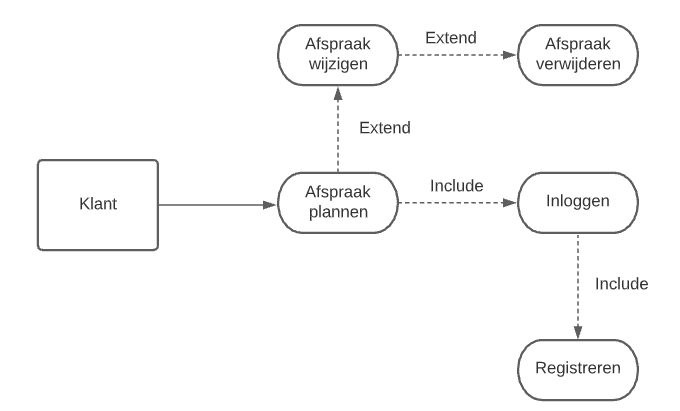 Afspraak
wijzigen
Extend
Afspraak
verwijderen
Extend
Klant
Afspraak
plannen
Include
Inloggen
Include
Registreren